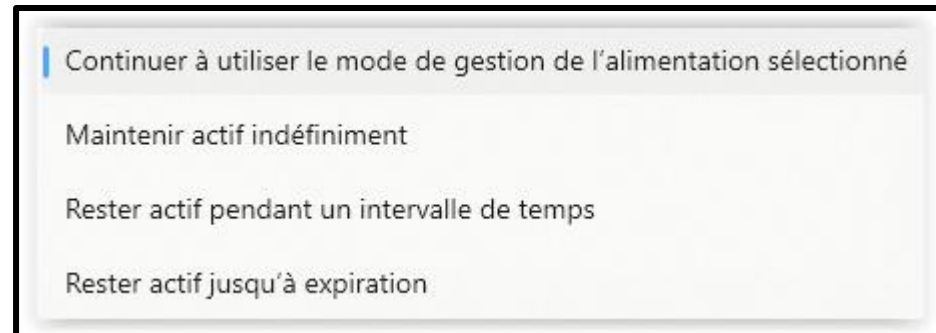 Continuer à utiliser le mode de gestion de l’alimentation sélectionné
Maintenir actif indéfiniment
Rester actif pendant un intervalle de temps
Rester actif jusqu’à expiration